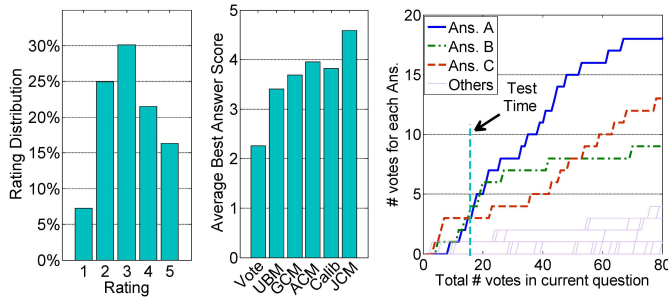 30%
25%
20%
15%
10%
5%
0%
Rating Distribution
1 2 3 4 5
Rating
5
4
3
2
1
0
Average Best Answer Score
Vote UBM GCM ACM Calib JCM
20
15
10
5
0
# votes for each Ans.
Ans. A
Ans. B
Ans. C
Others
Test
Time
0 20 40 60 80
Total # votes in current question